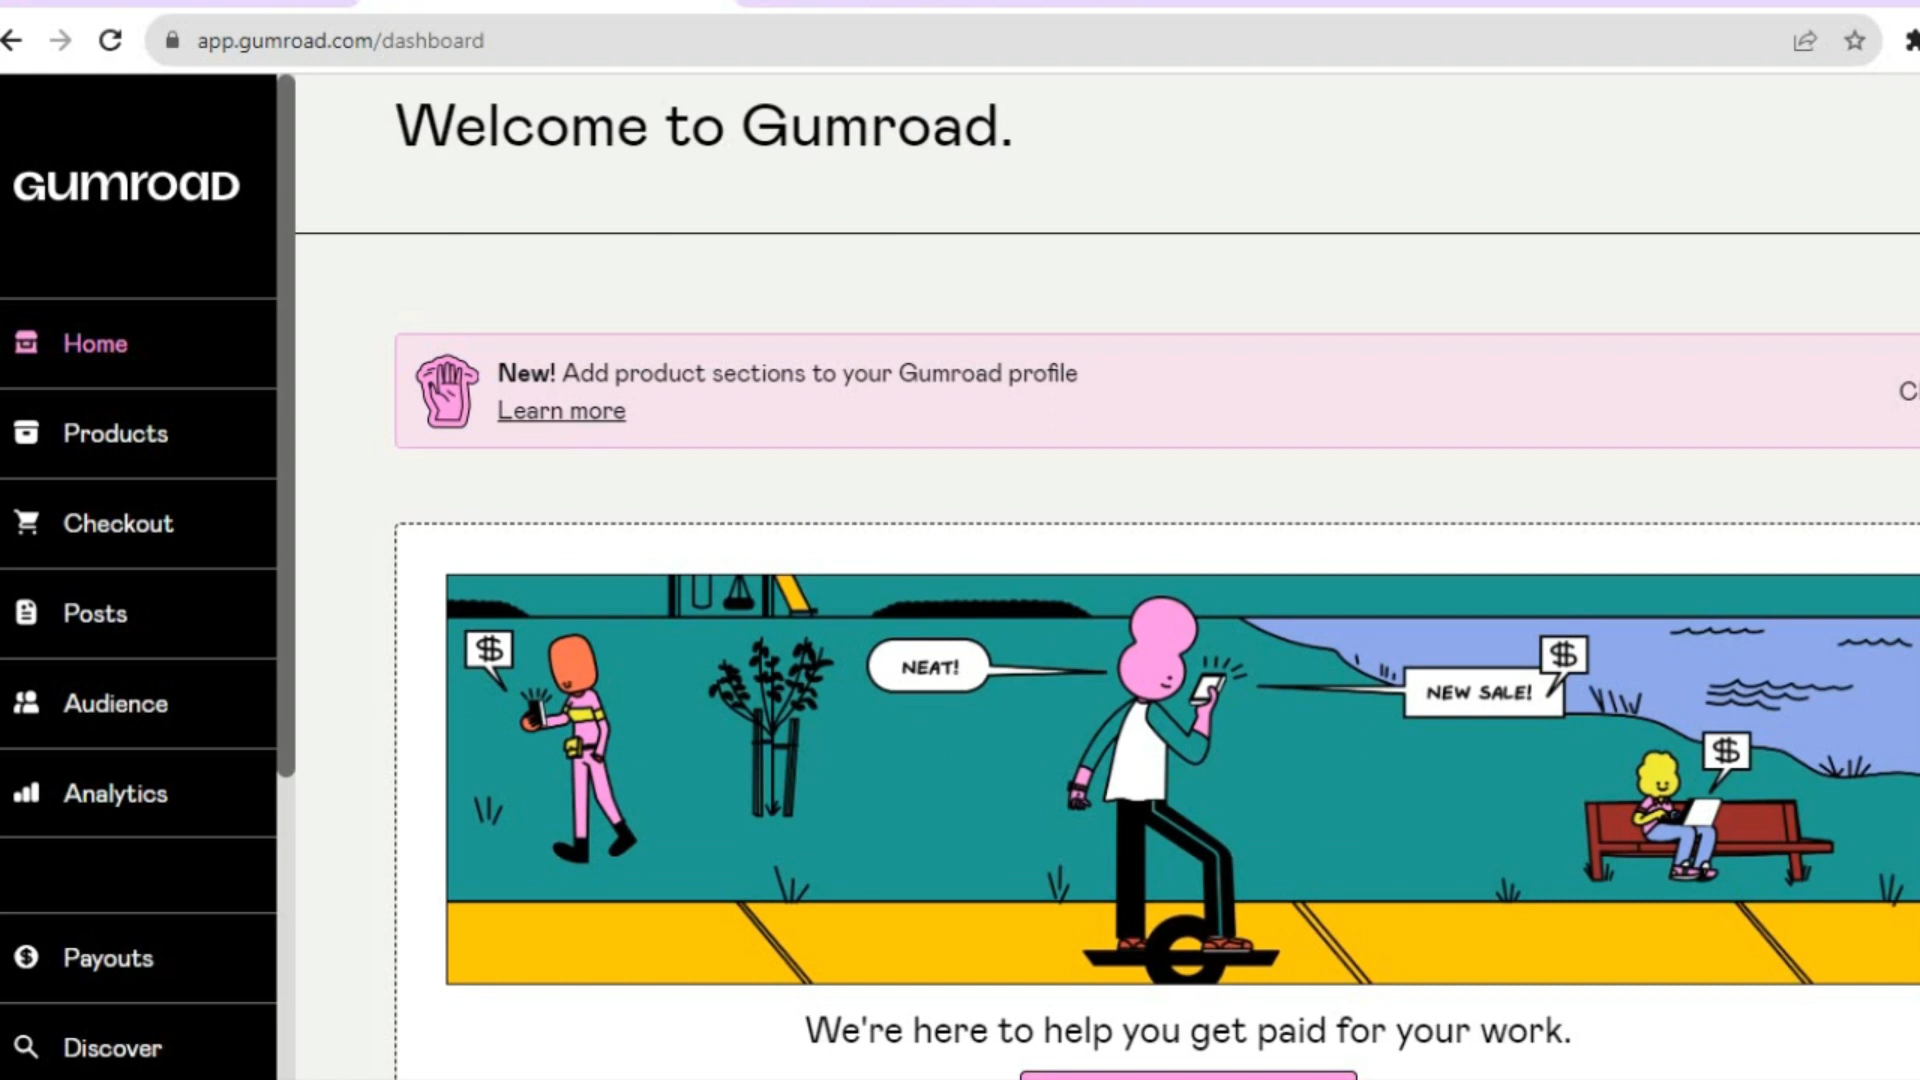 app.gumroad.com/dashboard
Welcome to Gumroad.
GUMROAD
Home
Products
Checkout
Posts
Audience
Analytics
Payouts
Discover
New! Add product sections to your Gumroad profile
Learn more
$
NEAT!
NEW SALE!
$
$
We're here to help you get paid for your work.